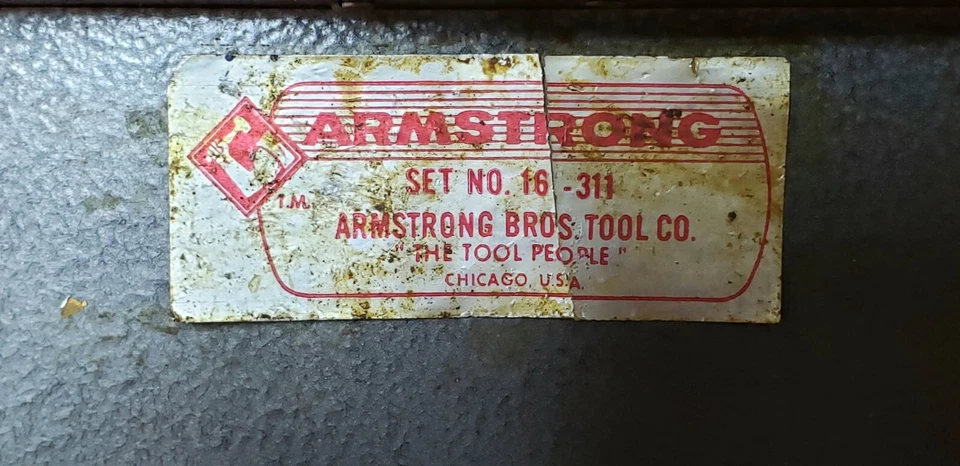 ARMSTRONG
T.M.
SET NO. 16-311
ARMSTRONG BROS. TOOL CO.
"THE TOOL PEOPLE"
CHICAGO, U.S.A.